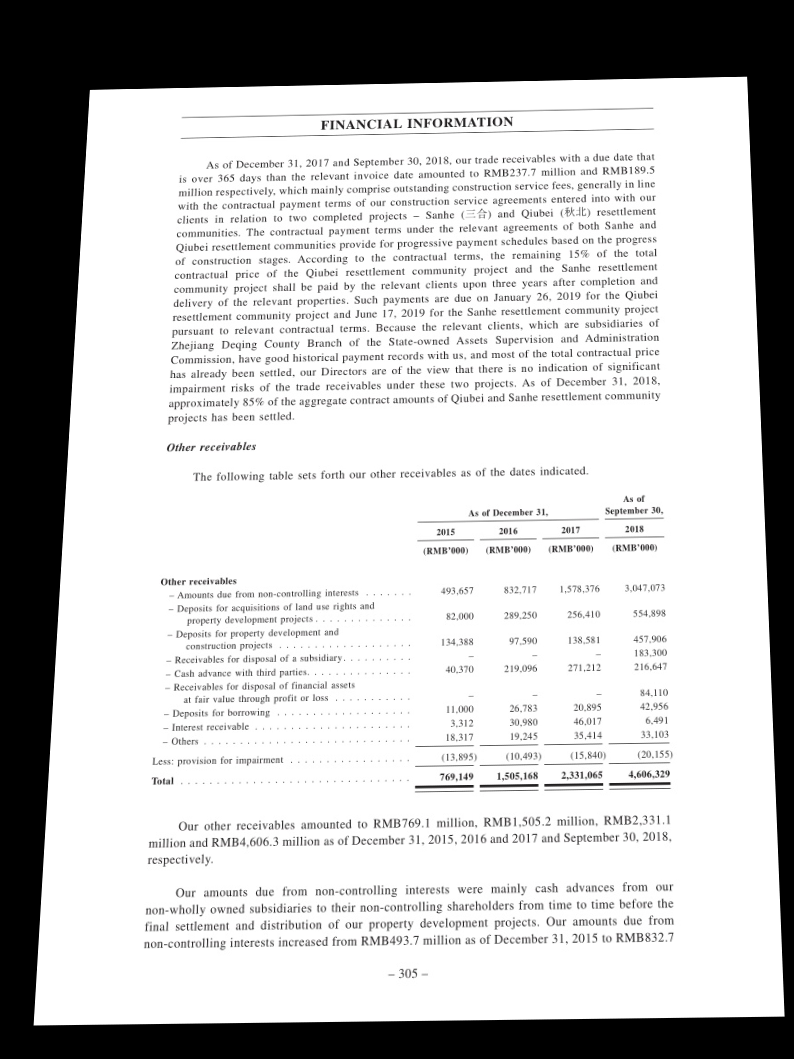 FINANCIAL INFORMATION
As of December 31, 2017 and September 30, 2018, our trade receivables with a due date that
is over 365 days than the relevant invoice date amounted to RMB237.7 million and RMB189.5
million respectively, which mainly comprise outstanding construction service fees, generally in line
with the contractual payment terms of our construction service agreements entered into with our
clients in relation to two completed projects – Sanhe (三合) and Qiubei (秋北) resettlement
communities. The contractual payment terms under the relevant agreements of both Sanhe and
Qiubei resettlement communities provide for progressive payment schedules based on the progress
of construction stages. According to the contractual terms, the remaining 15% of the total
contractual price of the Qiubei resettlement community project and the Sanhe resettlement
community project shall be paid by the relevant clients upon three years after completion and
delivery of the relevant properties. Such payments are due on January 26, 2019 for the Qiubei
resettlement community project and June 17, 2019 for the Sanhe resettlement community project
pursuant to relevant contractual terms. Because the relevant clients, which are subsidiaries of
Zhejiang Deqing County Branch of the State-owned Assets Supervision and Administration
Commission, have good historical payment records with us, and most of the total contractual price
has already been settled, our Directors are of the view that there is no indication of significant
impairment risks of the trade receivables under these two projects. As of December 31, 2018,
approximately 85% of the aggregate contract amounts of Qiubei and Sanhe resettlement community
projects has been settled.
Other receivables
The following table sets forth our other receivables as of the dates indicated.
As of December 31, As of September 30,
2015 2016 2017 2018
(RMB'000) (RMB'000) (RMB'000) (RMB'000)
Other receivables
– Amounts due from non-controlling interests . . . . . . . 493,657 832,717 1,578,376 3,047,073
– Deposits for acquisitions of land use rights and
property development projects . . . . . . . . . . . . . . 82,000 289,250 256,410 554,898
– Deposits for property development and
construction projects . . . . . . . . . . . . . . . . . . . 134,388 97,590 138,581 457,906
– Receivables for disposal of a subsidiary. . . . . . . . . . – – – 183,300
– Cash advance with third parties. . . . . . . . . . . . . . . 40,370 219,096 271,212 216,647
– Receivables for disposal of financial assets
at fair value through profit or loss . . . . . . . . . . . – – – 84,110
– Deposits for borrowing . . . . . . . . . . . . . . . . . . . 11,000 26,783 20,895 42,956
– Interest receivable . . . . . . . . . . . . . . . . . . . . . . 3,312 30,980 46,017 6,491
– Others . . . . . . . . . . . . . . . . . . . . . . . . . . . . . 18,317 19,245 35,414 33,103
Less: provision for impairment . . . . . . . . . . . . . . . . . (13,895) (10,493) (15,840) (20,155)
Total . . . . . . . . . . . . . . . . . . . . . . . . . . . . . . . . 769,149 1,505,168 2,331,065 4,606,329
Our other receivables amounted to RMB769.1 million, RMB1,505.2 million, RMB2,331.1
million and RMB4,606.3 million as of December 31, 2015, 2016 and 2017 and September 30, 2018,
respectively.
Our amounts due from non-controlling interests were mainly cash advances from our
non-wholly owned subsidiaries to their non-controlling shareholders from time to time before the
final settlement and distribution of our property development projects. Our amounts due from
non-controlling interests increased from RMB493.7 million as of December 31, 2015 to RMB832.7
– 305 –